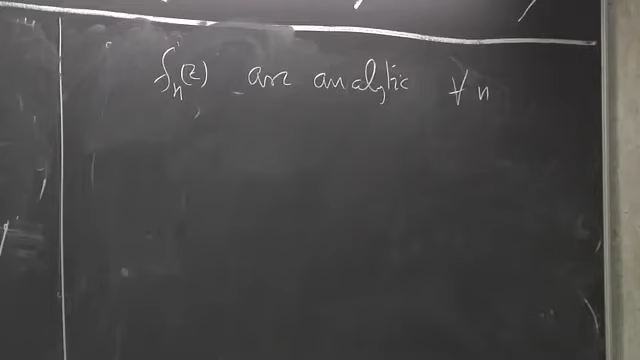 fₙ(z) are analytic ∀ n